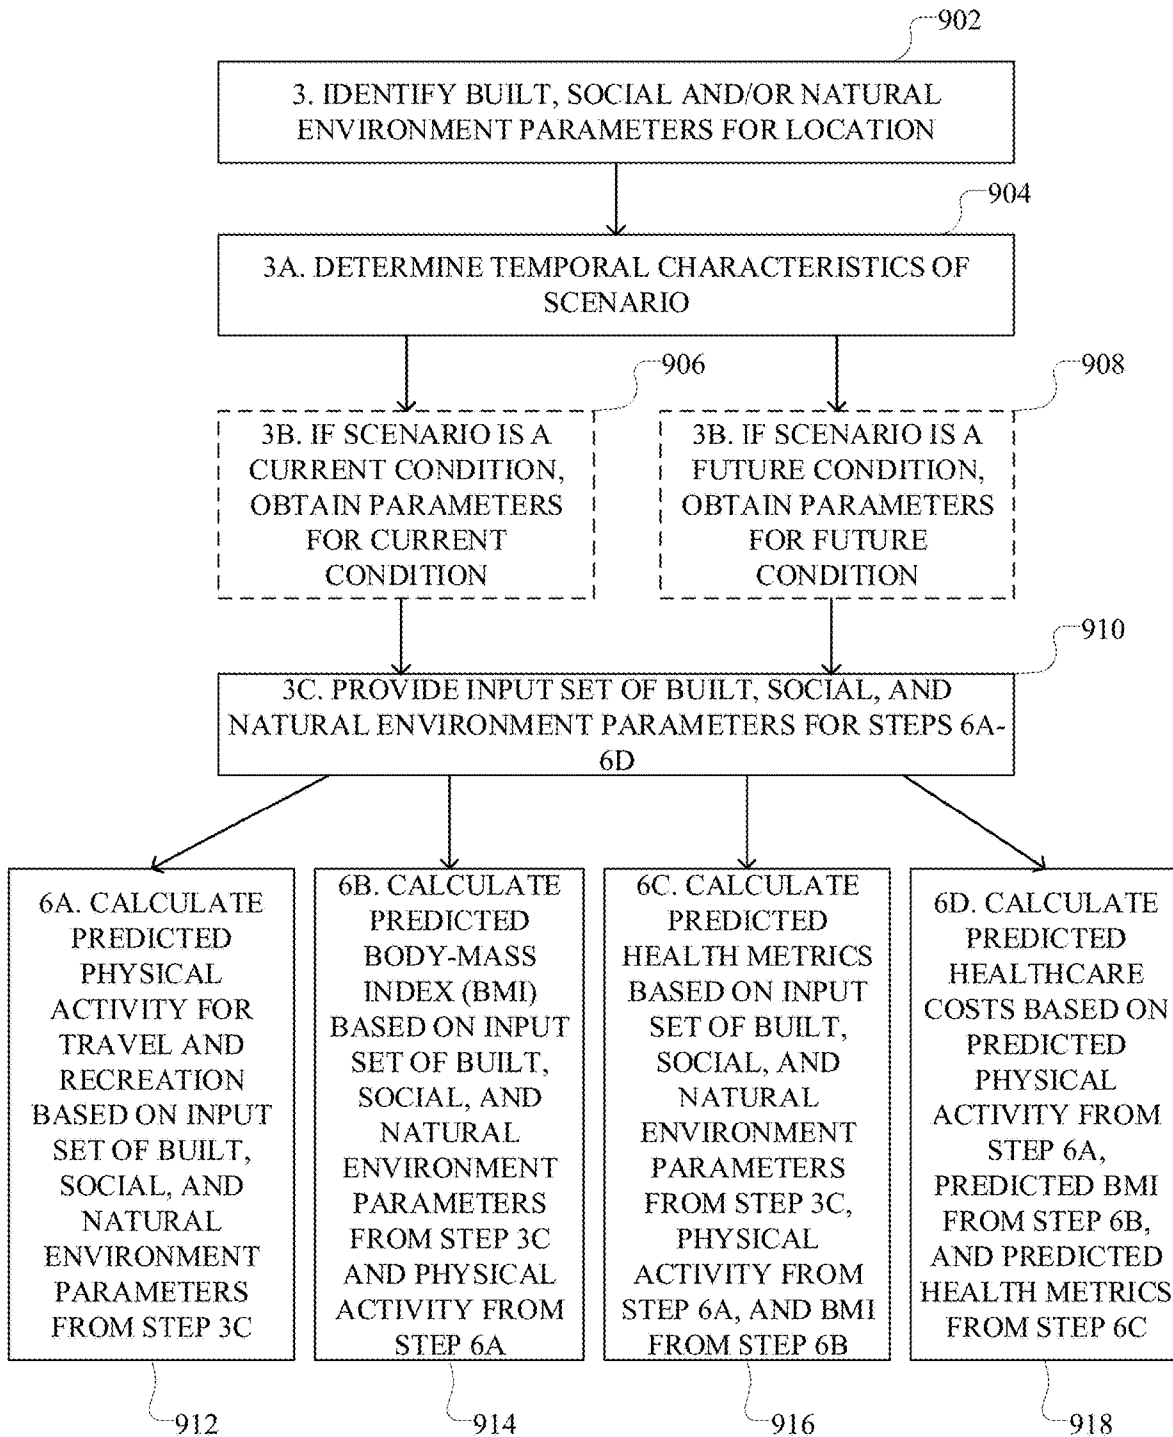 902
3. IDENTIFY BUILT, SOCIAL AND/OR NATURAL
ENVIRONMENT PARAMETERS FOR LOCATION
904
3A. DETERMINE TEMPORAL CHARACTERISTICS OF
SCENARIO
906
3B. IF SCENARIO IS A
CURRENT CONDITION,
OBTAIN PARAMETERS
FOR CURRENT
CONDITION
908
3B. IF SCENARIO IS A
FUTURE CONDITION,
OBTAIN PARAMETERS
FOR FUTURE
CONDITION
910
3C. PROVIDE INPUT SET OF BUILT, SOCIAL, AND
NATURAL ENVIRONMENT PARAMETERS FOR STEPS 6A-
6D
6A. CALCULATE
PREDICTED
PHYSICAL
ACTIVITY FOR
TRAVEL AND
RECREATION
BASED ON INPUT
SET OF BUILT,
SOCIAL, AND
NATURAL
ENVIRONMENT
PARAMETERS
FROM STEP 3C
912
6B. CALCULATE
PREDICTED
BODY-MASS
INDEX (BMI)
BASED ON INPUT
SET OF BUILT,
SOCIAL, AND
NATURAL
ENVIRONMENT
PARAMETERS
FROM STEP 3C
AND PHYSICAL
ACTIVITY FROM
STEP 6A
914
6C. CALCULATE
PREDICTED
HEALTH METRICS
BASED ON INPUT
SET OF BUILT,
SOCIAL, AND
NATURAL
ENVIRONMENT
PARAMETERS
FROM STEP 3C,
PHYSICAL
ACTIVITY FROM
STEP 6A, AND BMI
FROM STEP 6B
916
6D. CALCULATE
PREDICTED
HEALTHCARE
COSTS BASED ON
PREDICTED
PHYSICAL
ACTIVITY FROM
STEP 6A,
PREDICTED BMI
FROM STEP 6B,
AND PREDICTED
HEALTH METRICS
FROM STEP 6C
918